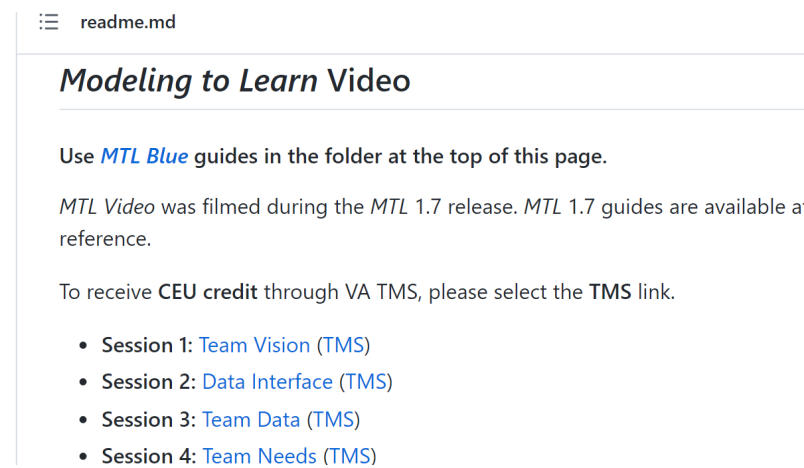 readme.md
Modeling to Learn Video
Use MTL Blue guides in the folder at the top of this page.
MTL Video was filmed during the MTL 1.7 release. MTL 1.7 guides are available
reference.
To receive CEU credit through VA TMS, please select the TMS link.
• Session 1: Team Vision (TMS)
• Session 2: Data Interface (TMS)
• Session 3: Team Data (TMS)
• Session 4: Team Needs (TMS)